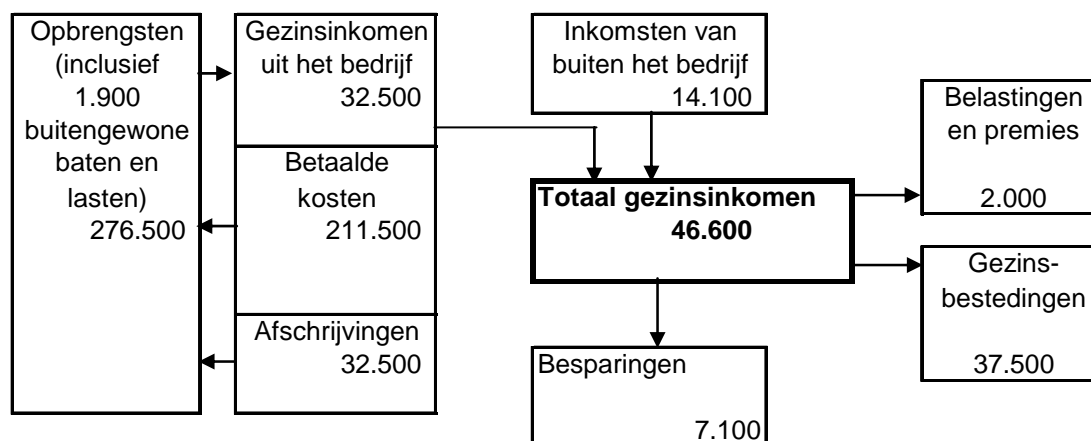 Opbrengsten
(inclusief
1.900
buitengewone
baten en
lasten)
276.500
Gezinsinkomen
uit het bedrijf
32.500
Betaalde
kosten
211.500
Afschrijvingen
32.500
Inkomsten van
buiten het bedrijf
14.100
Totaal gezinsinkomen
46.600
Besparingen
7.100
Belastingen
en premies
2.000
Gezins-
bestedingen
37.500